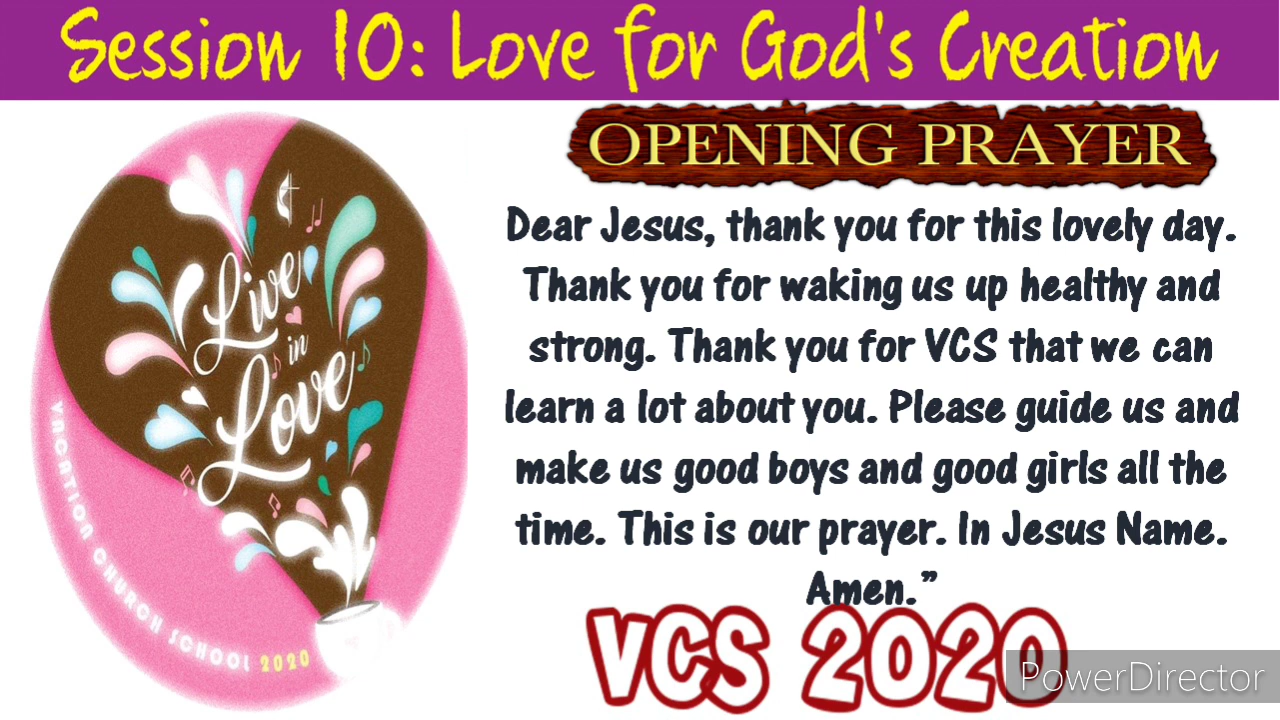 Session 10: Love for God's Creation
OPENING PRAYER
Dear Jesus, thank you for this lovely day.
Thank you for waking us up healthy and
strong. Thank you for VCS that we can
learn a lot about you. Please guide us and
make us good boys and good girls all the
time. This is our prayer. In Jesus Name.
Amen.”
Live
in
Love
VACATION CHURCH SCHOOL 2020
VCS 2020
PowerDirector